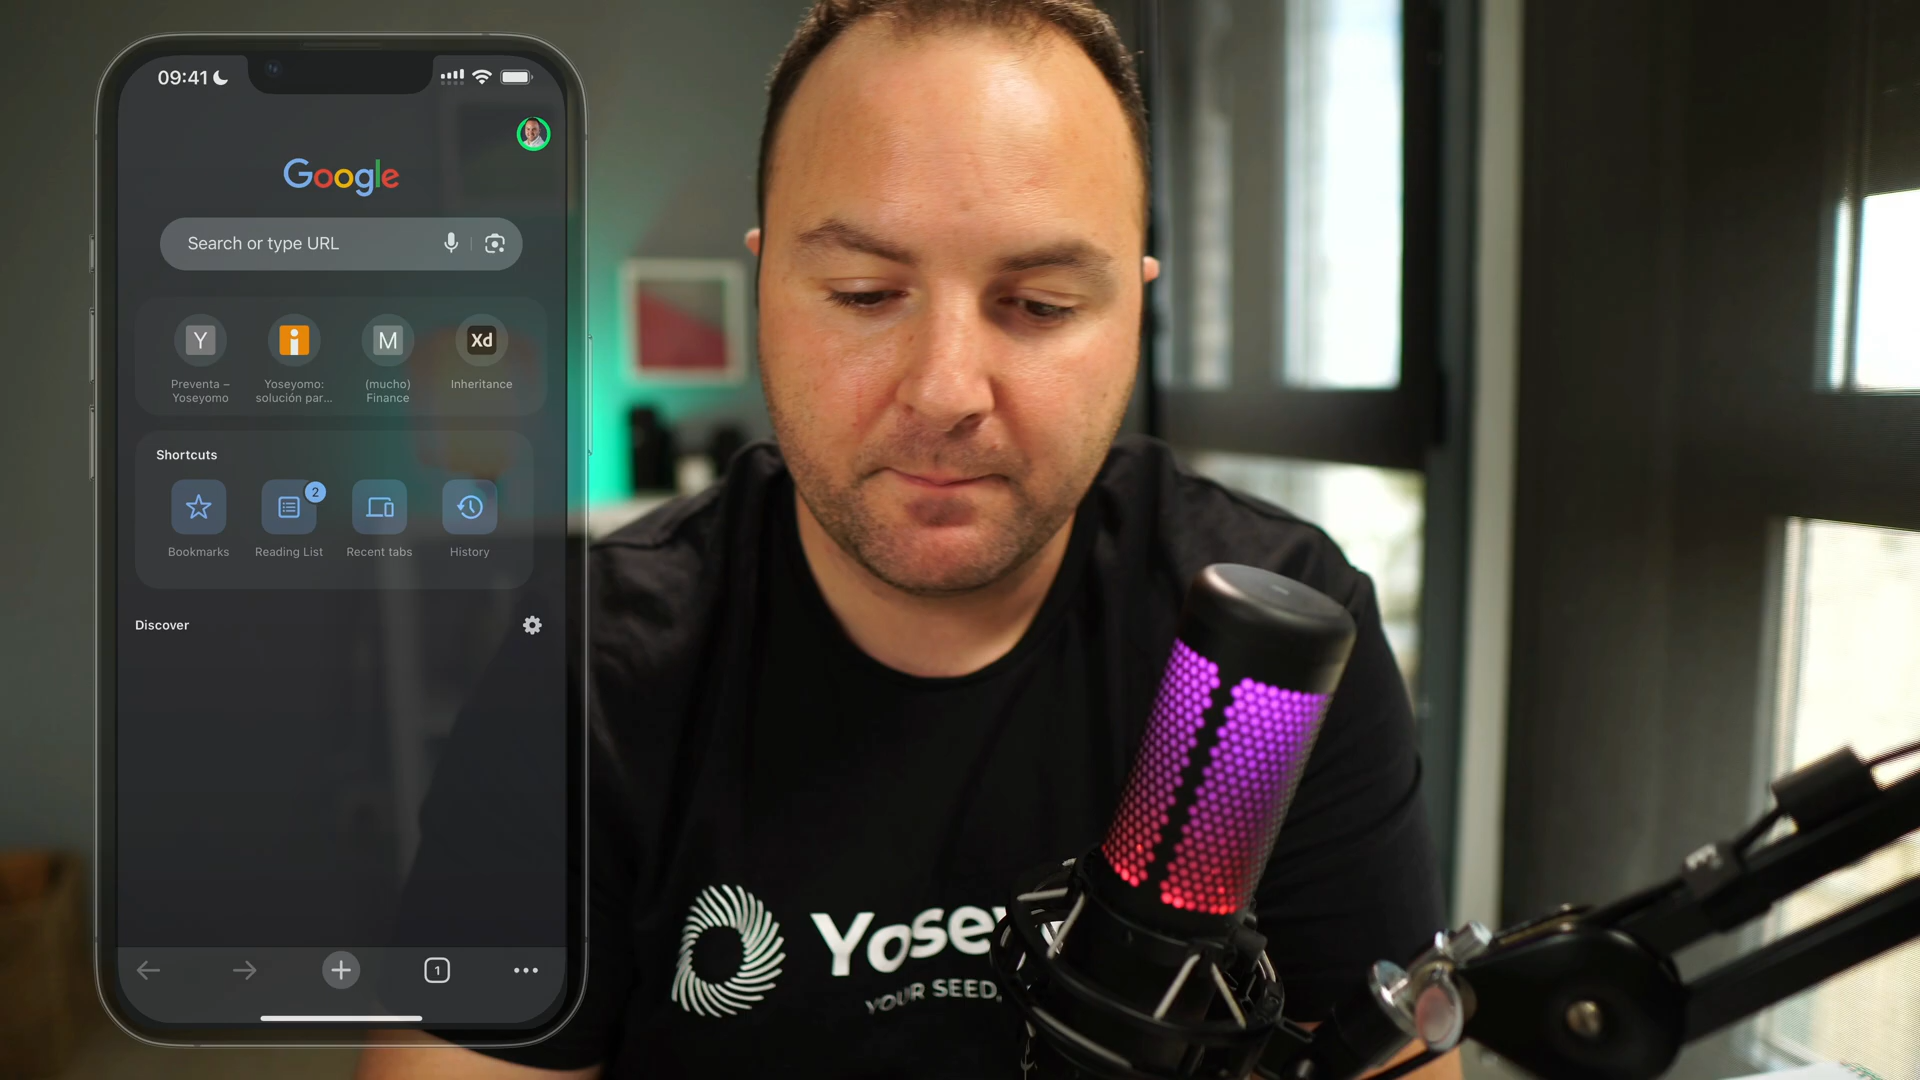 09:41
Google
Search or type URL
Y
M
Xd
Preventa –
Yoseyomo
Yoseyomo:
solución par...
(mucho)
Finance
Inheritance
Shortcuts
2
Bookmarks
Reading List
Recent tabs
History
Discover
1
YOUR SEED,